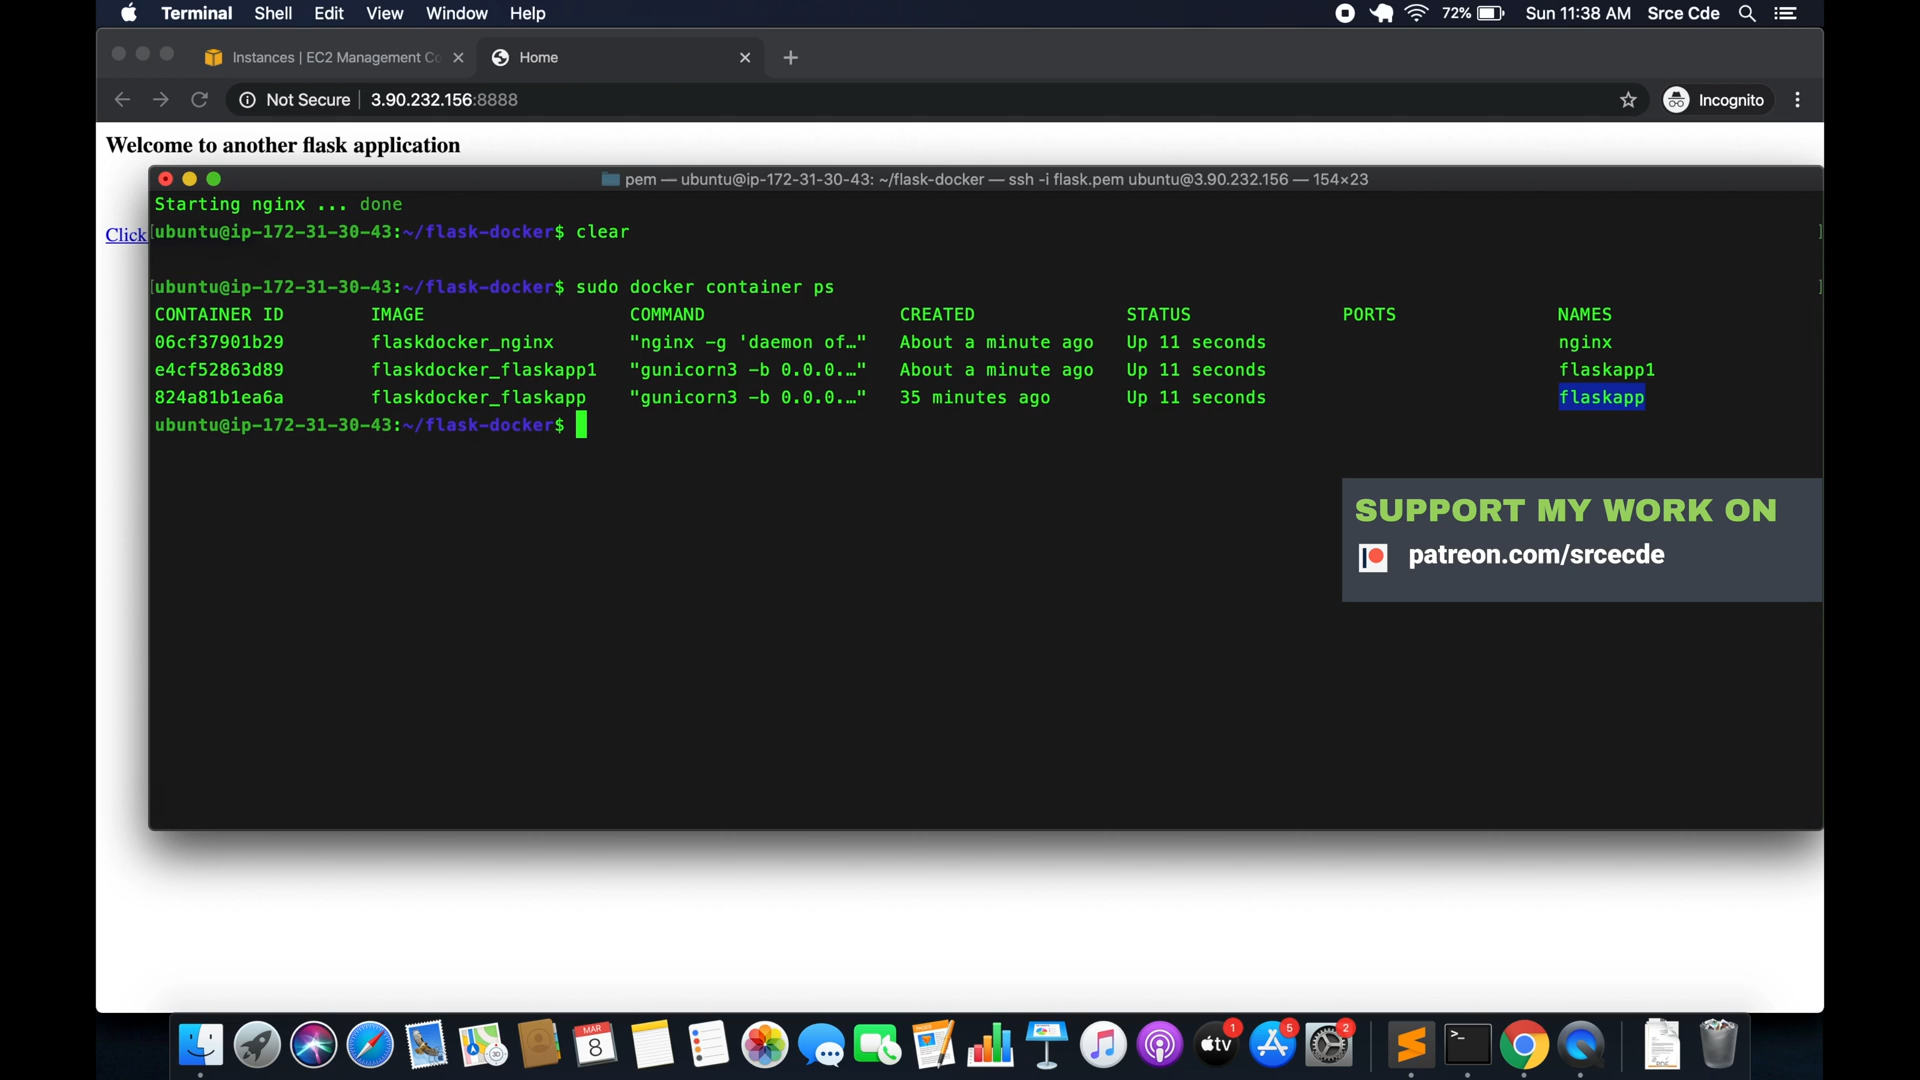 Terminal Shell Edit View Window Help 72% Sun 11:38 AM Srce Cde
Instances | EC2 Management Co Home
Not Secure 3.90.232.156:8888 Incognito
Welcome to another flask application
pem — ubuntu@ip-172-31-30-43: ~/flask-docker — ssh -i flask.pem ubuntu@3.90.232.156 — 154×23
Starting nginx ... done
Click
[ubuntu@ip-172-31-30-43:~/flask-docker$ clear ]
[ubuntu@ip-172-31-30-43:~/flask-docker$ sudo docker container ps ]
CONTAINER ID IMAGE COMMAND CREATED STATUS PORTS NAMES
06cf37901b29 flaskdocker_nginx "nginx -g 'daemon of…" About a minute ago Up 11 seconds nginx
e4cf52863d89 flaskdocker_flaskapp1 "gunicorn3 -b 0.0.0.…" About a minute ago Up 11 seconds flaskapp1
824a81b1ea6a flaskdocker_flaskapp "gunicorn3 -b 0.0.0.…" 35 minutes ago Up 11 seconds flaskapp
ubuntu@ip-172-31-30-43:~/flask-docker$
SUPPORT MY WORK ON
patreon.com/srcecde
MAR
8
tv
1
5
2
>_